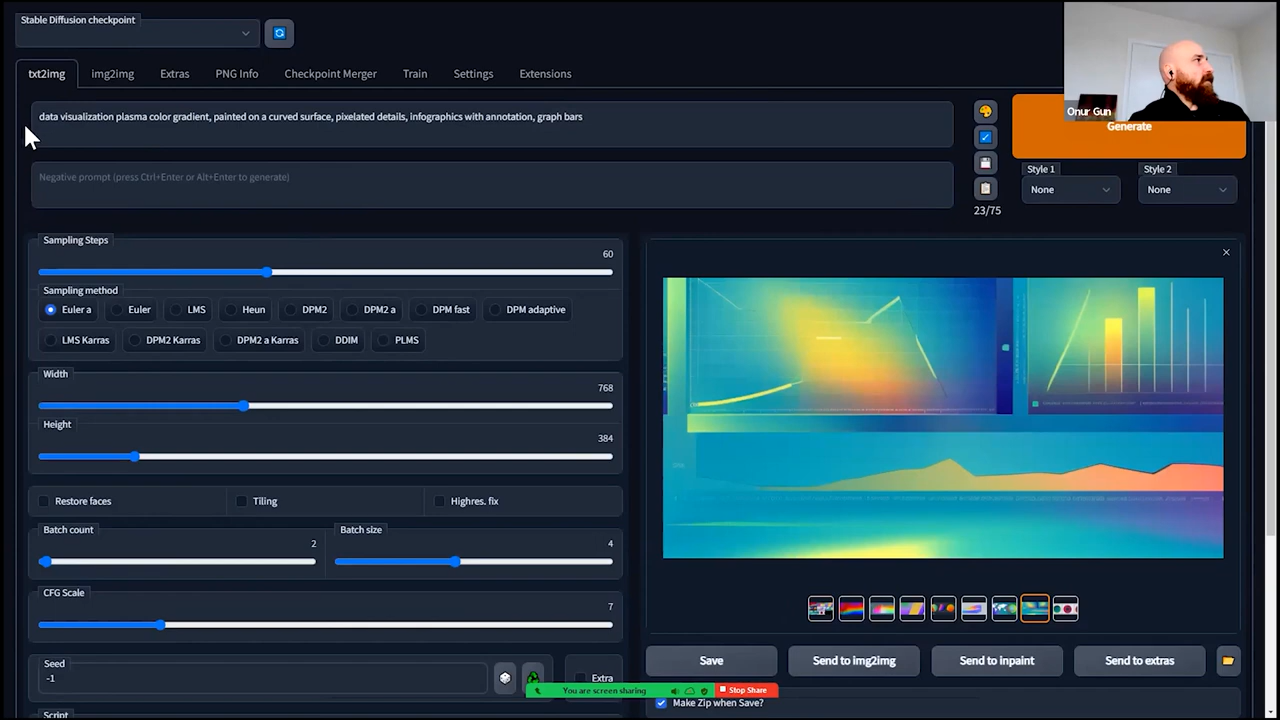 Stable Diffusion checkpoint
txt2img
img2img
Extras
PNG Info
Checkpoint Merger
Train
Settings
Extensions
Onur Gun
data visualization plasma color gradient, painted on a curved surface, pixelated details, infographics with annotation, graph bars
Generate
Negative prompt (press Ctrl+Enter or Alt+Enter to generate)
23/75
Style 1
None
Style 2
None
Sampling Steps
60
Sampling method
Euler a
Euler
LMS
Heun
DPM2
DPM2 a
DPM fast
DPM adaptive
LMS Karras
DPM2 Karras
DPM2 a Karras
DDIM
PLMS
Width
768
Height
384
Restore faces
Tiling
Highres. fix
Batch count
2
Batch size
4
CFG Scale
7
Seed
-1
Extra
Script
Save
Send to img2img
Send to inpaint
Send to extras
You are screen sharing
Stop Share
Make Zip when Save?